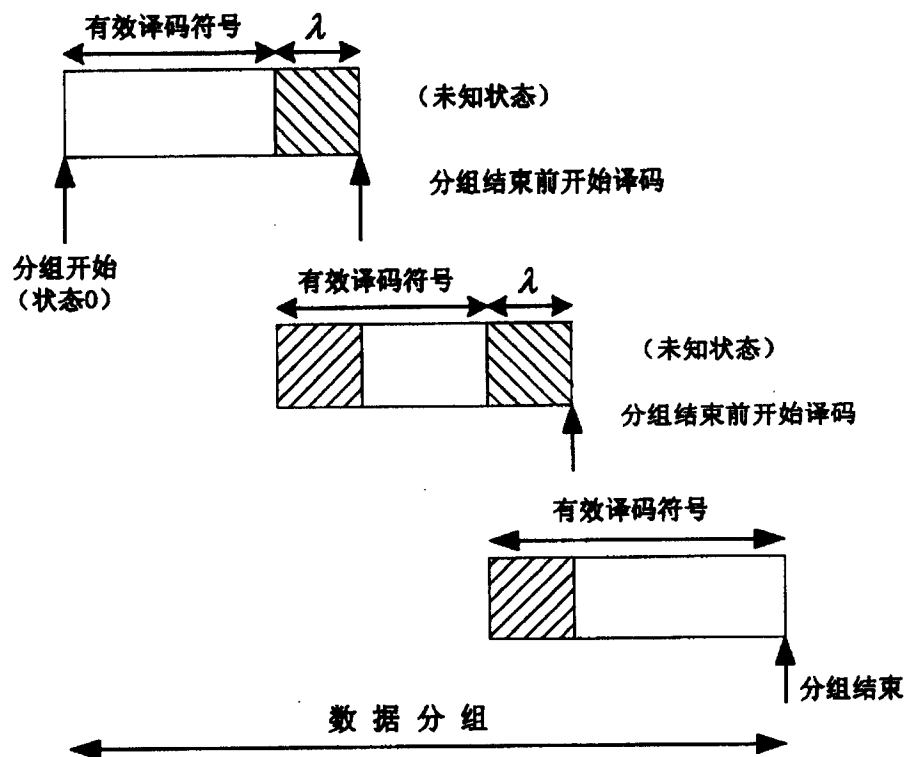 有效译码符号 λ
（未知状态）
分组结束前开始译码
分组开始
（状态0）
有效译码符号 λ
（未知状态）
分组结束前开始译码
有效译码符号
分组结束
数据分组